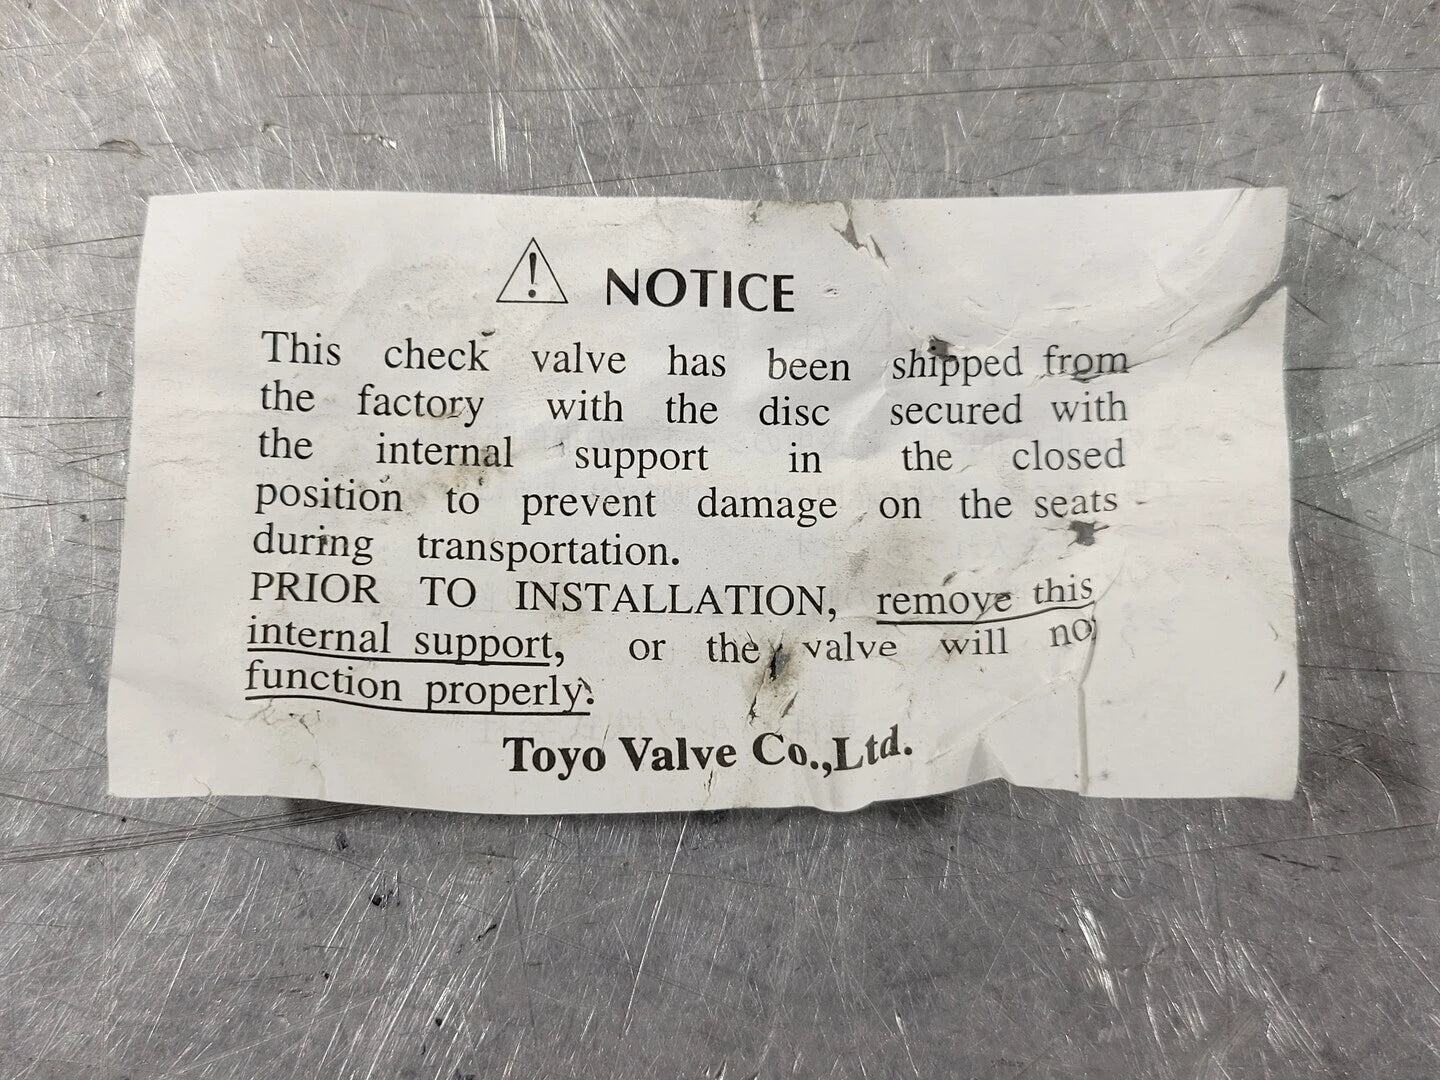 NOTICE
This check valve has been shipped from
the factory with the disc secured with
the internal support in the closed
position to prevent damage on the seats
during transportation.
PRIOR TO INSTALLATION, remove this
internal support, or the valve will no
function properly.
Toyo Valve Co.,Ltd.